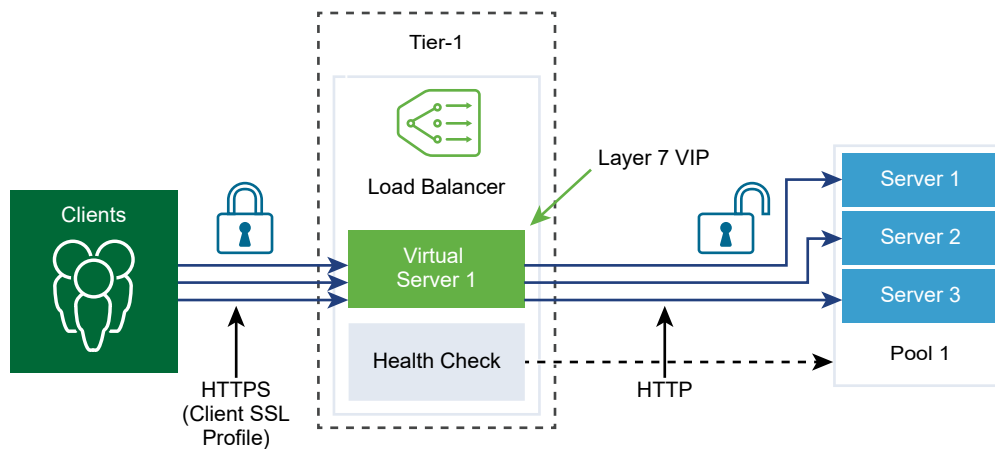 Tier-1
Load Balancer
Layer 7 VIP
Clients
Virtual
Server 1
Server 1
Server 2
Server 3
Pool 1
Health Check
HTTPS
(Client SSL
Profile)
HTTP